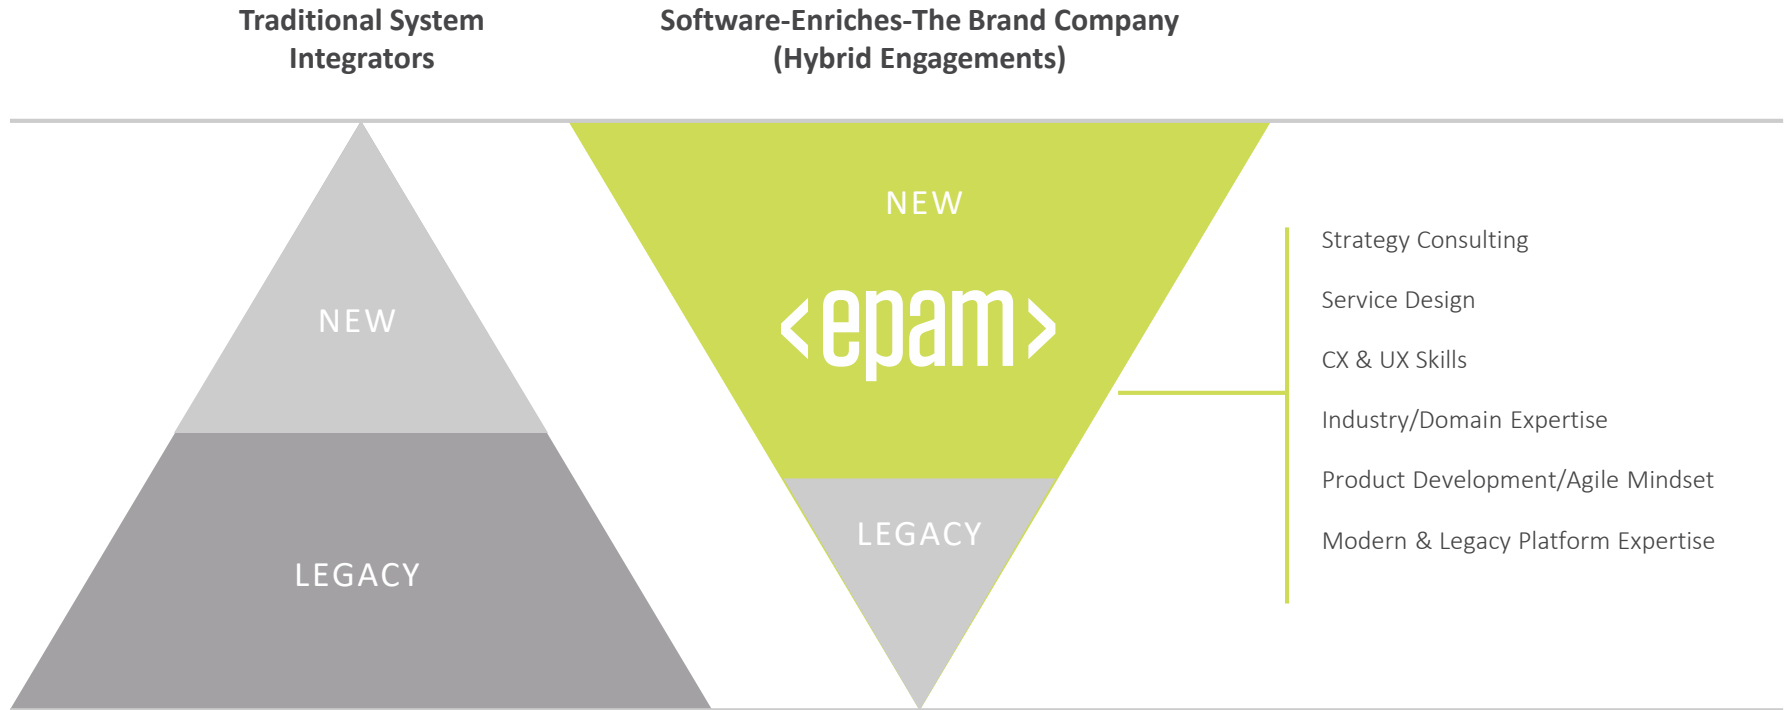 Traditional System
Integrators
Software-Enriches-The Brand Company
(Hybrid Engagements)
NEW
LEGACY
NEW
<epam>
LEGACY
Strategy Consulting
Service Design
CX & UX Skills
Industry/Domain Expertise
Product Development/Agile Mindset
Modern & Legacy Platform Expertise